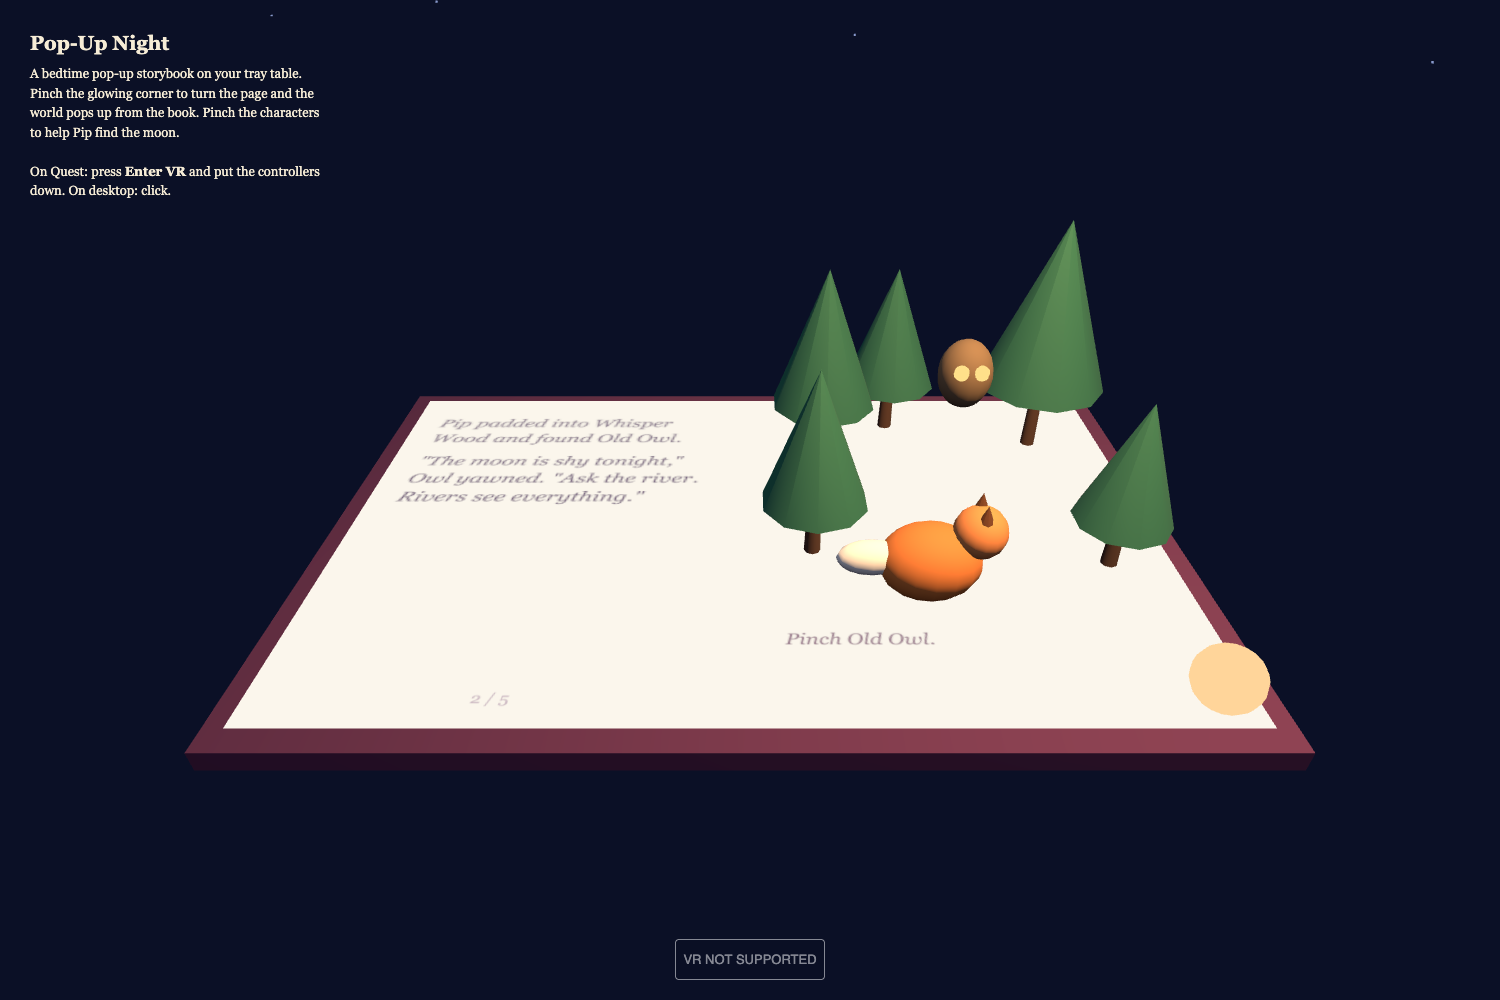 Pop-Up Night
A bedtime pop-up storybook on your tray table.
Pinch the glowing corner to turn the page and the
world pops up from the book. Pinch the characters
to help Pip find the moon.
On Quest: press Enter VR and put the controllers
down. On desktop: click.
Pip padded into Whisper
Wood and found Old Owl.
"The moon is shy tonight,"
Owl yawned. "Ask the river.
Rivers see everything."
Pinch Old Owl.
2 / 5
VR NOT SUPPORTED